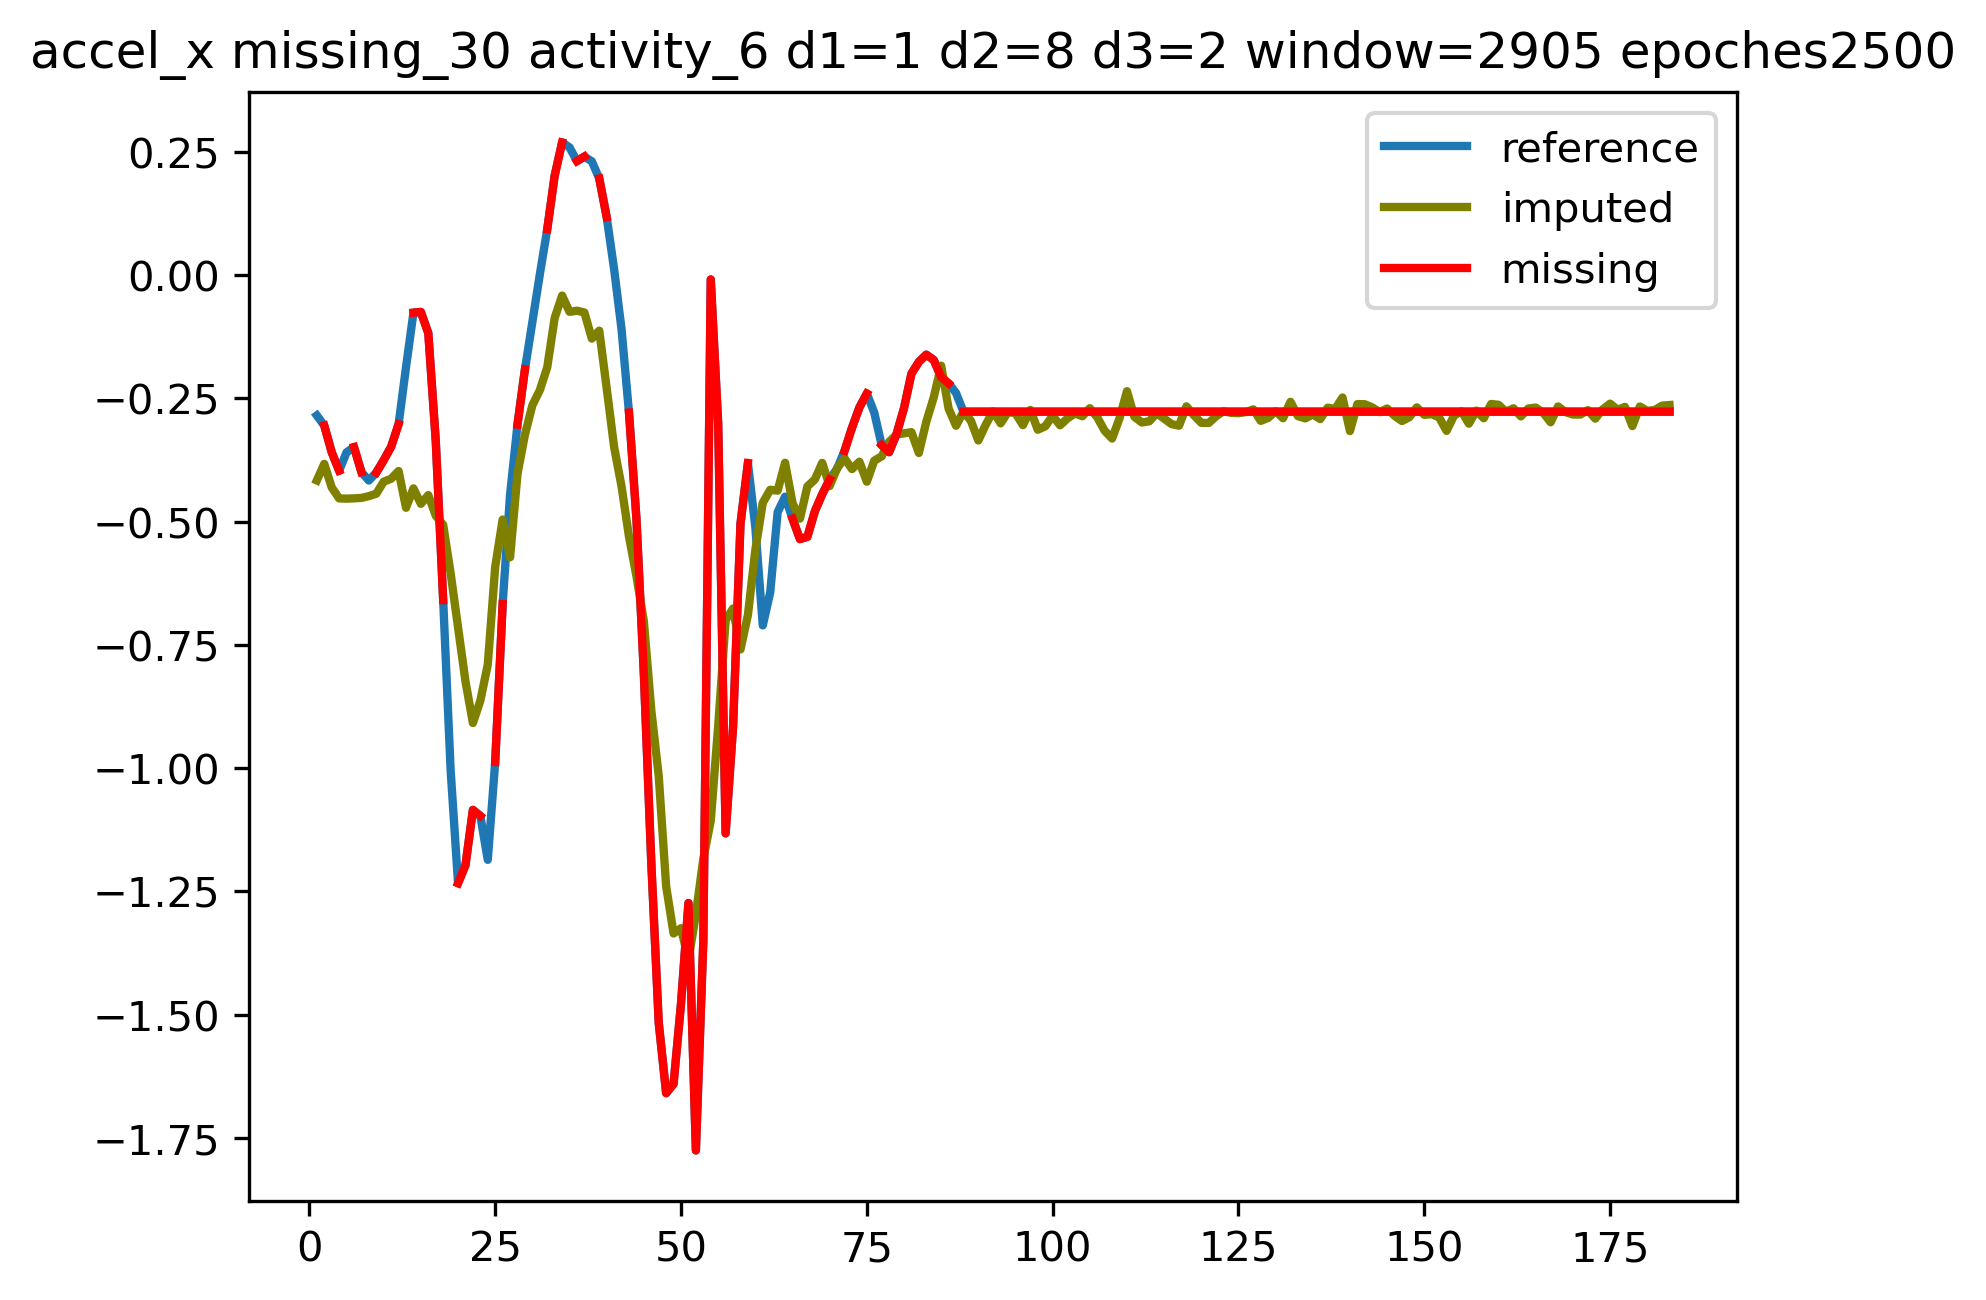 accel_x missing_30 activity_6 d1=1 d2=8 d3=2 window=2905 epoches2500
reference
imputed
missing
0.25
0.00
−0.25
−0.50
−0.75
−1.00
−1.25
−1.50
−1.75
0 25 50 75 100 125 150 175